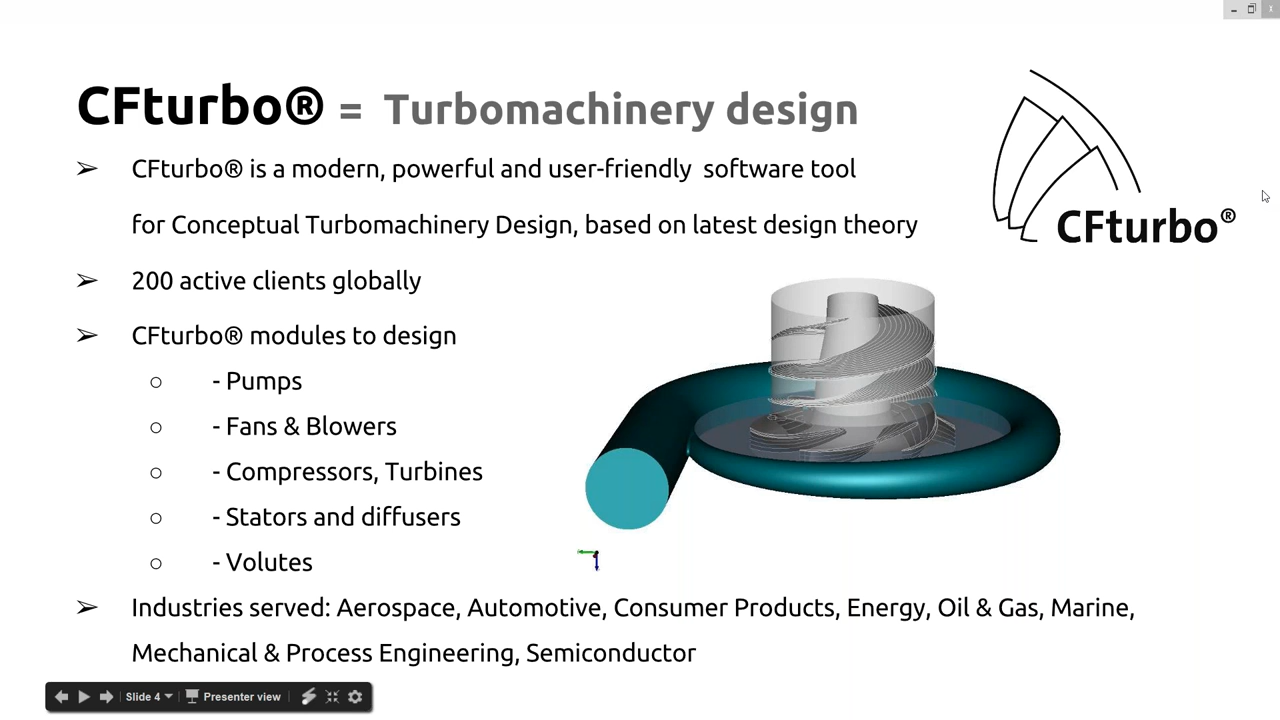 CFturbo® = Turbomachinery design
➢ CFturbo® is a modern, powerful and user-friendly software tool
for Conceptual Turbomachinery Design, based on latest design theory
CFturbo®
➢ 200 active clients globally
➢ CFturbo® modules to design
○ - Pumps
○ - Fans & Blowers
○ - Compressors, Turbines
○ - Stators and diffusers
○ - Volutes
➢ Industries served: Aerospace, Automotive, Consumer Products, Energy, Oil & Gas, Marine,
Mechanical & Process Engineering, Semiconductor
Slide 4 Presenter view